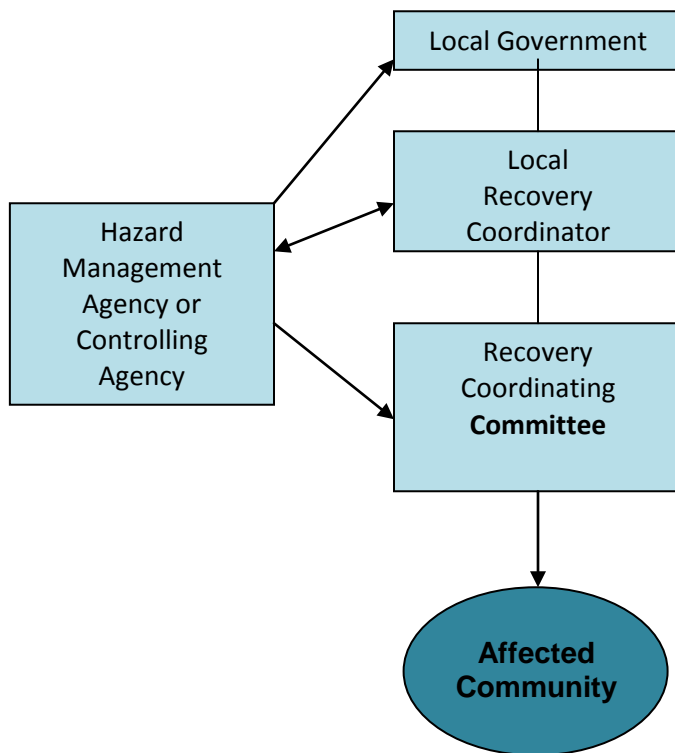 Local Government
Local
Recovery
Coordinator
Hazard
Management
Agency or
Controlling
Agency
Recovery
Coordinating
Committee
Affected
Community